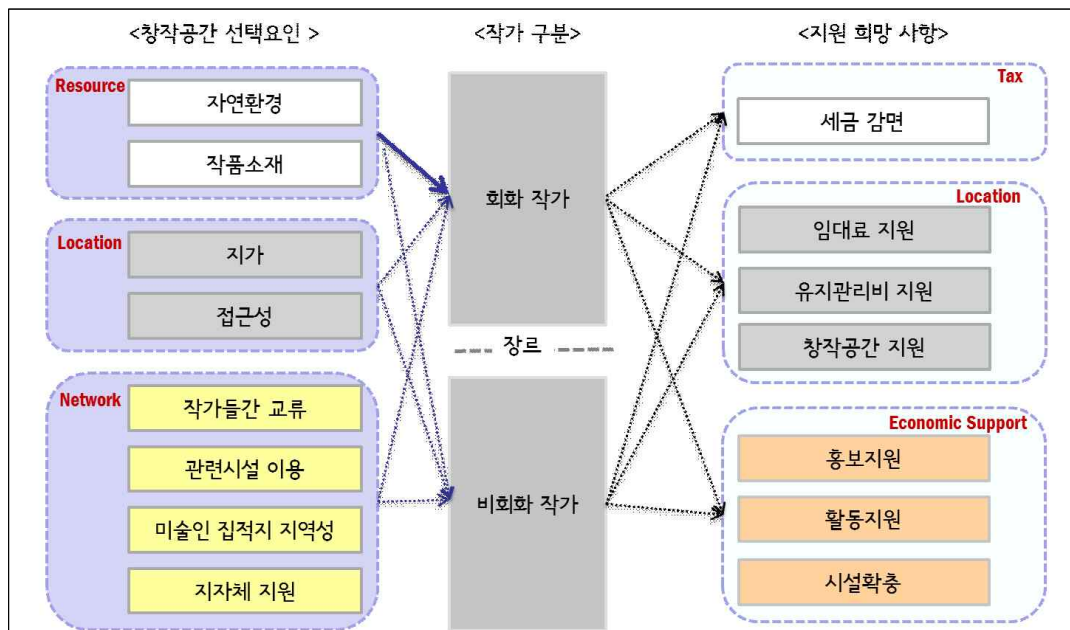 <창작공간 선택요인 >
Resource
자연환경
작품소재
Location
지가
접근성
Network
작가들간 교류
관련시설 이용
미술인 집적지 지역성
지자체 지원
<작가 구분>
회화 작가
장르
비회화 작가
<지원 희망 사항>
Tax
세금 감면
Location
임대료 지원
유지관리비 지원
창작공간 지원
Economic Support
홍보지원
활동지원
시설확충